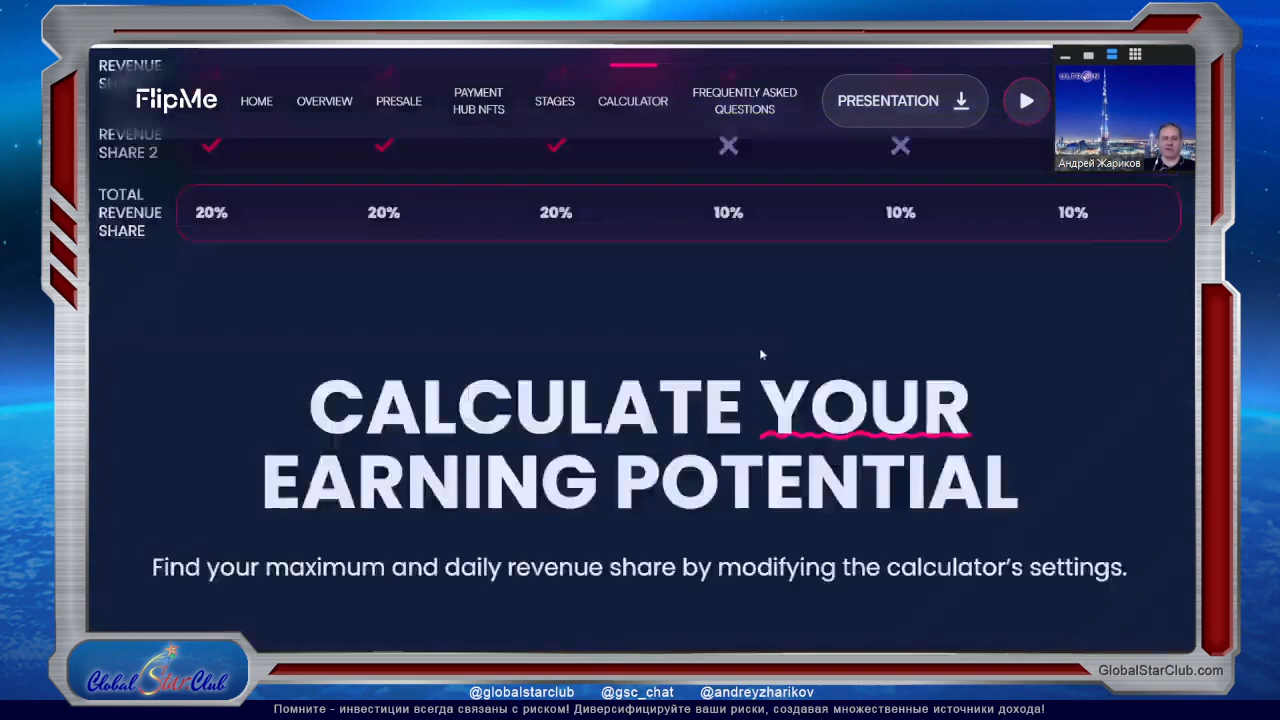 REVENUE
FlipMe
HOME
OVERVIEW
PRESALE
PAYMENT
HUB NFTS
STAGES
CALCULATOR
FREQUENTLY ASKED
QUESTIONS
PRESENTATION
ULTRON
Андрей Жариков
REVENUE
SHARE 2
TOTAL
REVENUE
SHARE
20% 20% 20% 10% 10% 10%
CALCULATE YOUR
EARNING POTENTIAL
Find your maximum and daily revenue share by modifying the calculator's settings.
Global Star Club
GlobalStarClub.com
@globalstarclub @gsc_chat @andreyzharikov
Помните - инвестиции всегда связаны с риском! Диверсифицируйте ваши риски, создавая множественные источники дохода!